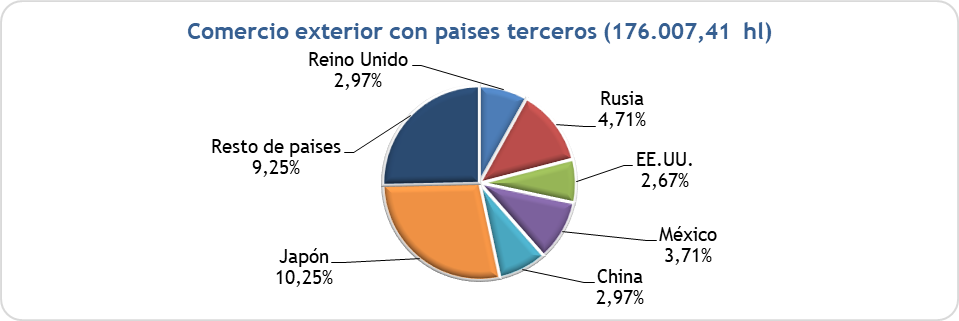 Comercio exterior con paises terceros (176.007,41 hl)
Reino Unido
2,97%
Rusia
4,71%
EE.UU.
2,67%
México
3,71%
China
2,97%
Japón
10,25%
Resto de paises
9,25%